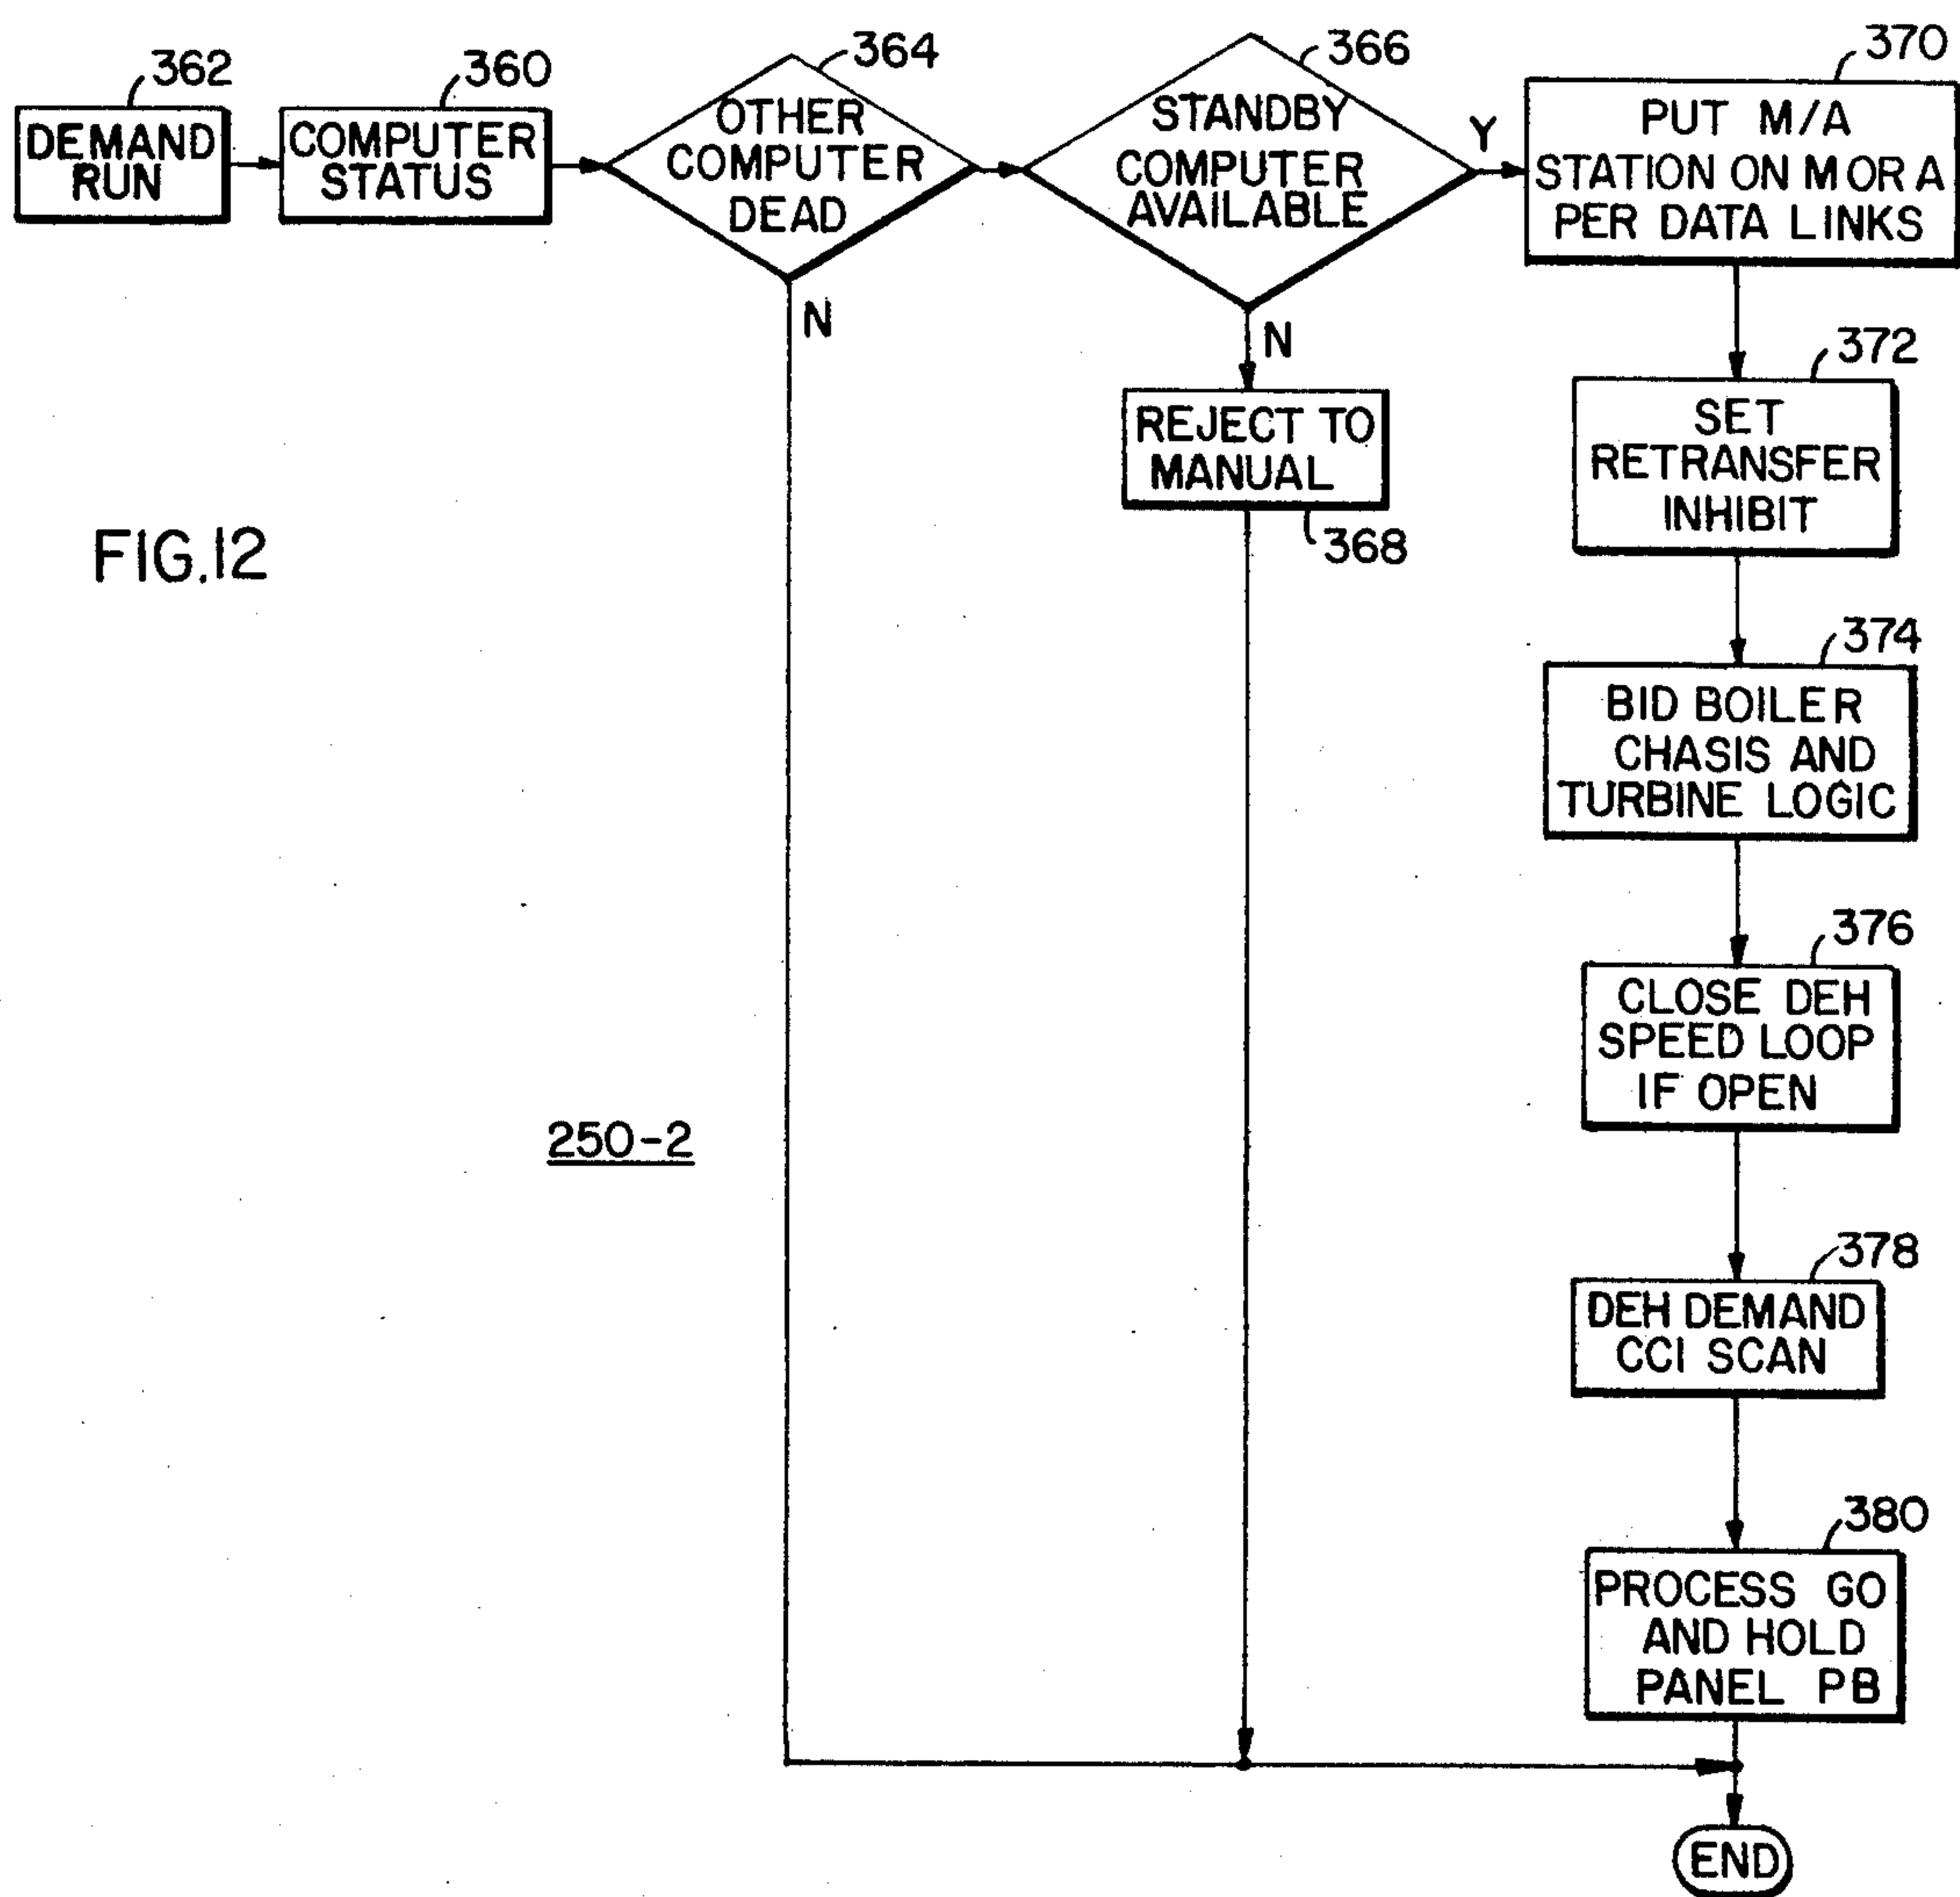 362
DEMAND
RUN
360
COMPUTER
STATUS
364
OTHER
COMPUTER
DEAD
N
366
STANDBY
COMPUTER
AVAILABLE
Y
N
370
PUT M/A
STATION ON M OR A
PER DATA LINKS
REJECT TO
MANUAL
368
372
SET
RETRANSFER
INHIBIT
FIG.12
374
BID BOILER
CHASIS AND
TURBINE LOGIC
376
CLOSE DEH
SPEED LOOP
IF OPEN
250-2
378
DEH DEMAND
CCI SCAN
380
PROCESS GO
AND HOLD
PANEL PB
END